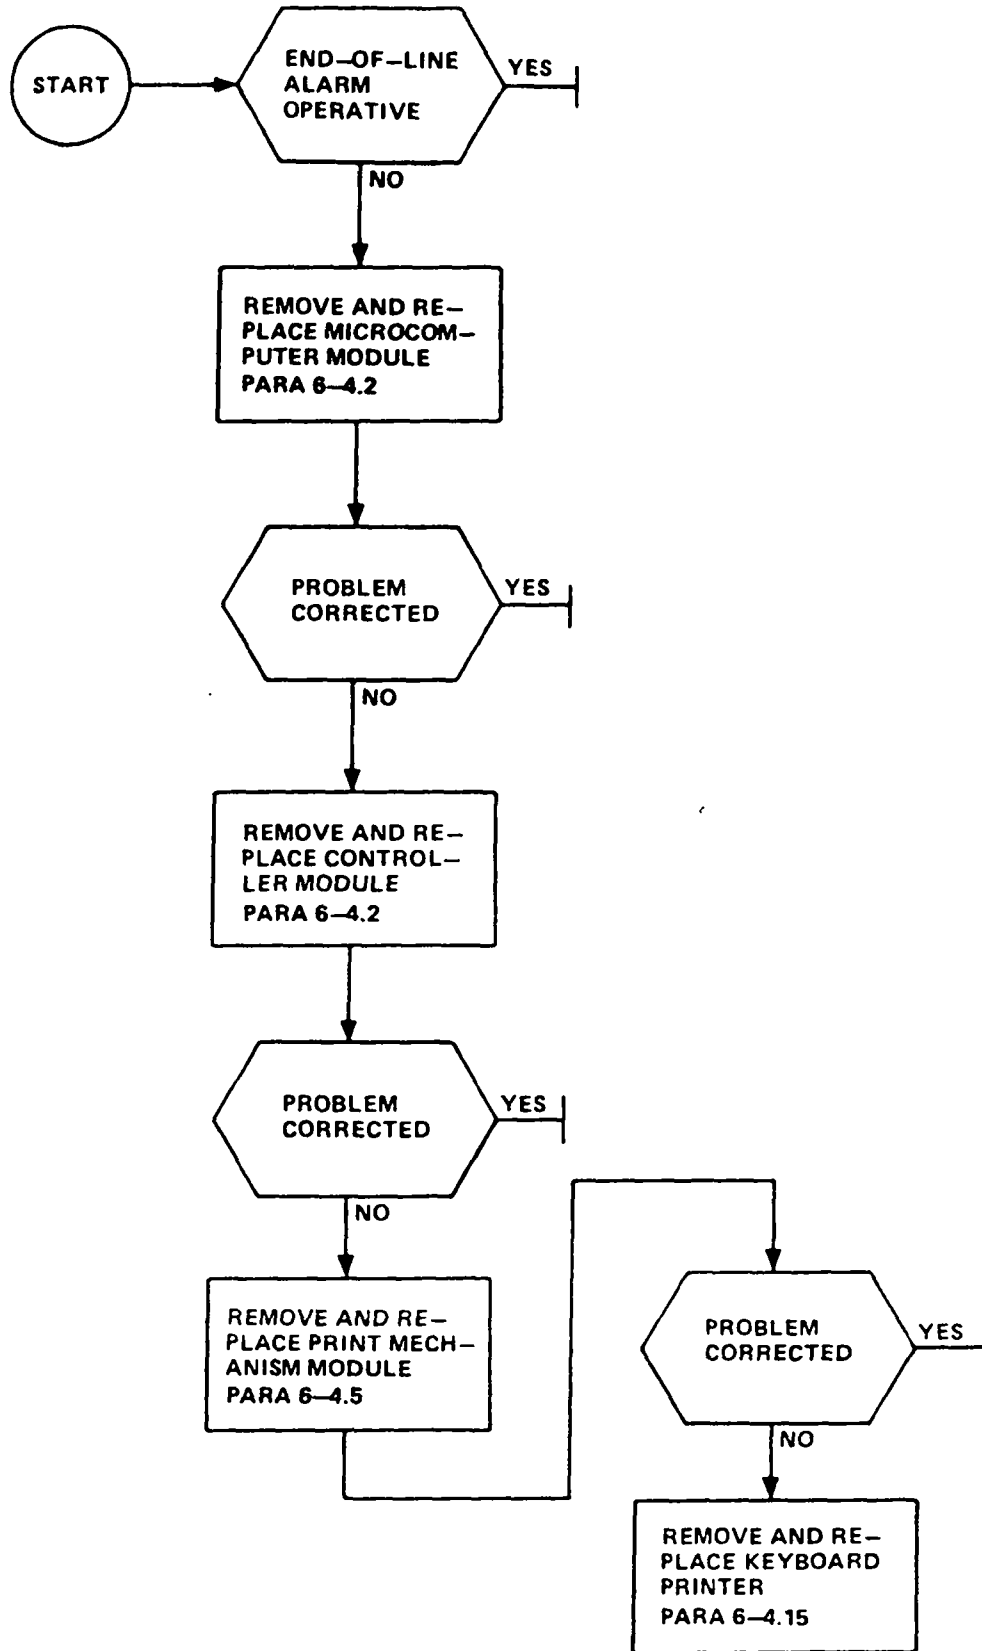 START
END-OF-LINE
ALARM
OPERATIVE
YES
NO
REMOVE AND RE-
PLACE MICROCOM-
PUTER MODULE
PARA 6-4.2
PROBLEM
CORRECTED
YES
NO
REMOVE AND RE-
PLACE CONTROL-
LER MODULE
PARA 6-4.2
PROBLEM
CORRECTED
YES
NO
REMOVE AND RE-
PLACE PRINT MECH-
ANISM MODULE
PARA 6-4.5
PROBLEM
CORRECTED
YES
NO
REMOVE AND RE-
PLACE KEYBOARD
PRINTER
PARA 6-4.15